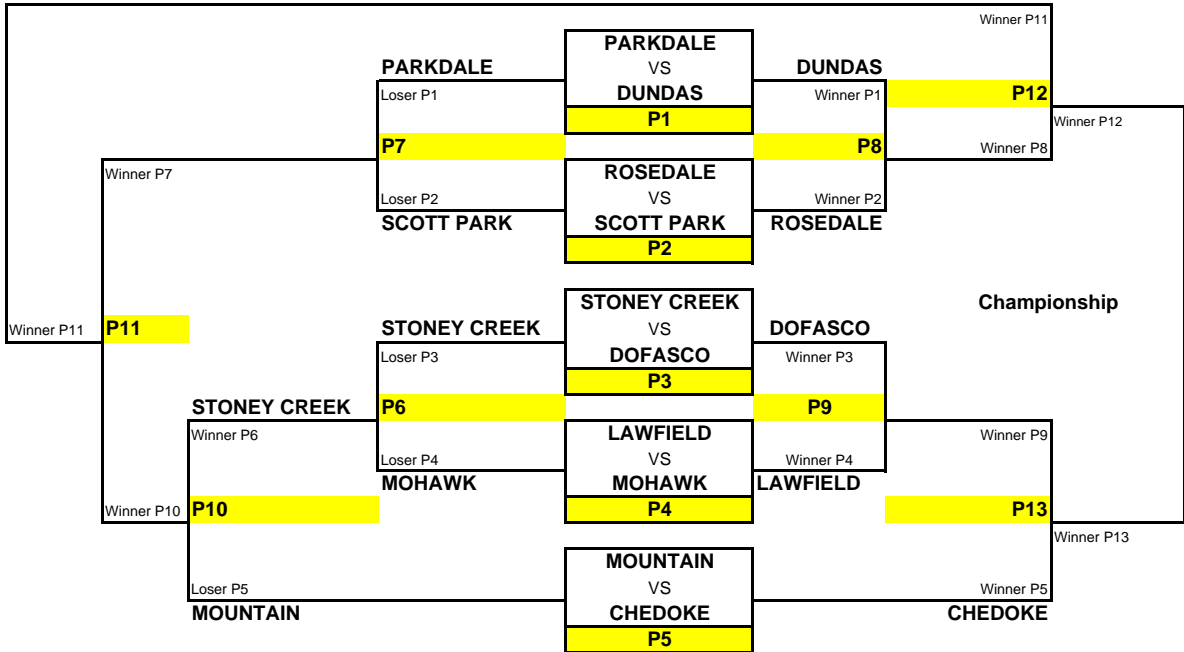 Winner P11
PARKDALE
PARKDALE VS DUNDAS
Loser P1
DUNDAS Winner P1 P12
P1
Winner P12
P7 P8 Winner P8
Winner P7 ROSEDALE
Loser P2 VS Winner P2
SCOTT PARK SCOTT PARK ROSEDALE
P2
STONEY CREEK Championship
Winner P11 P11 STONEY CREEK VS DOFASCO
Loser P3 DOFASCO Winner P3
P3
STONEY CREEK P6 P9
Winner P6 LAWFIELD Winner P9
Loser P4 VS Winner P4
MOHAWK MOHAWK LAWFIELD
Winner P10 P10 P4 P13
Winner P13
MOUNTAIN
Loser P5 VS Winner P5
MOUNTAIN CHEDOKE CHEDOKE
P5